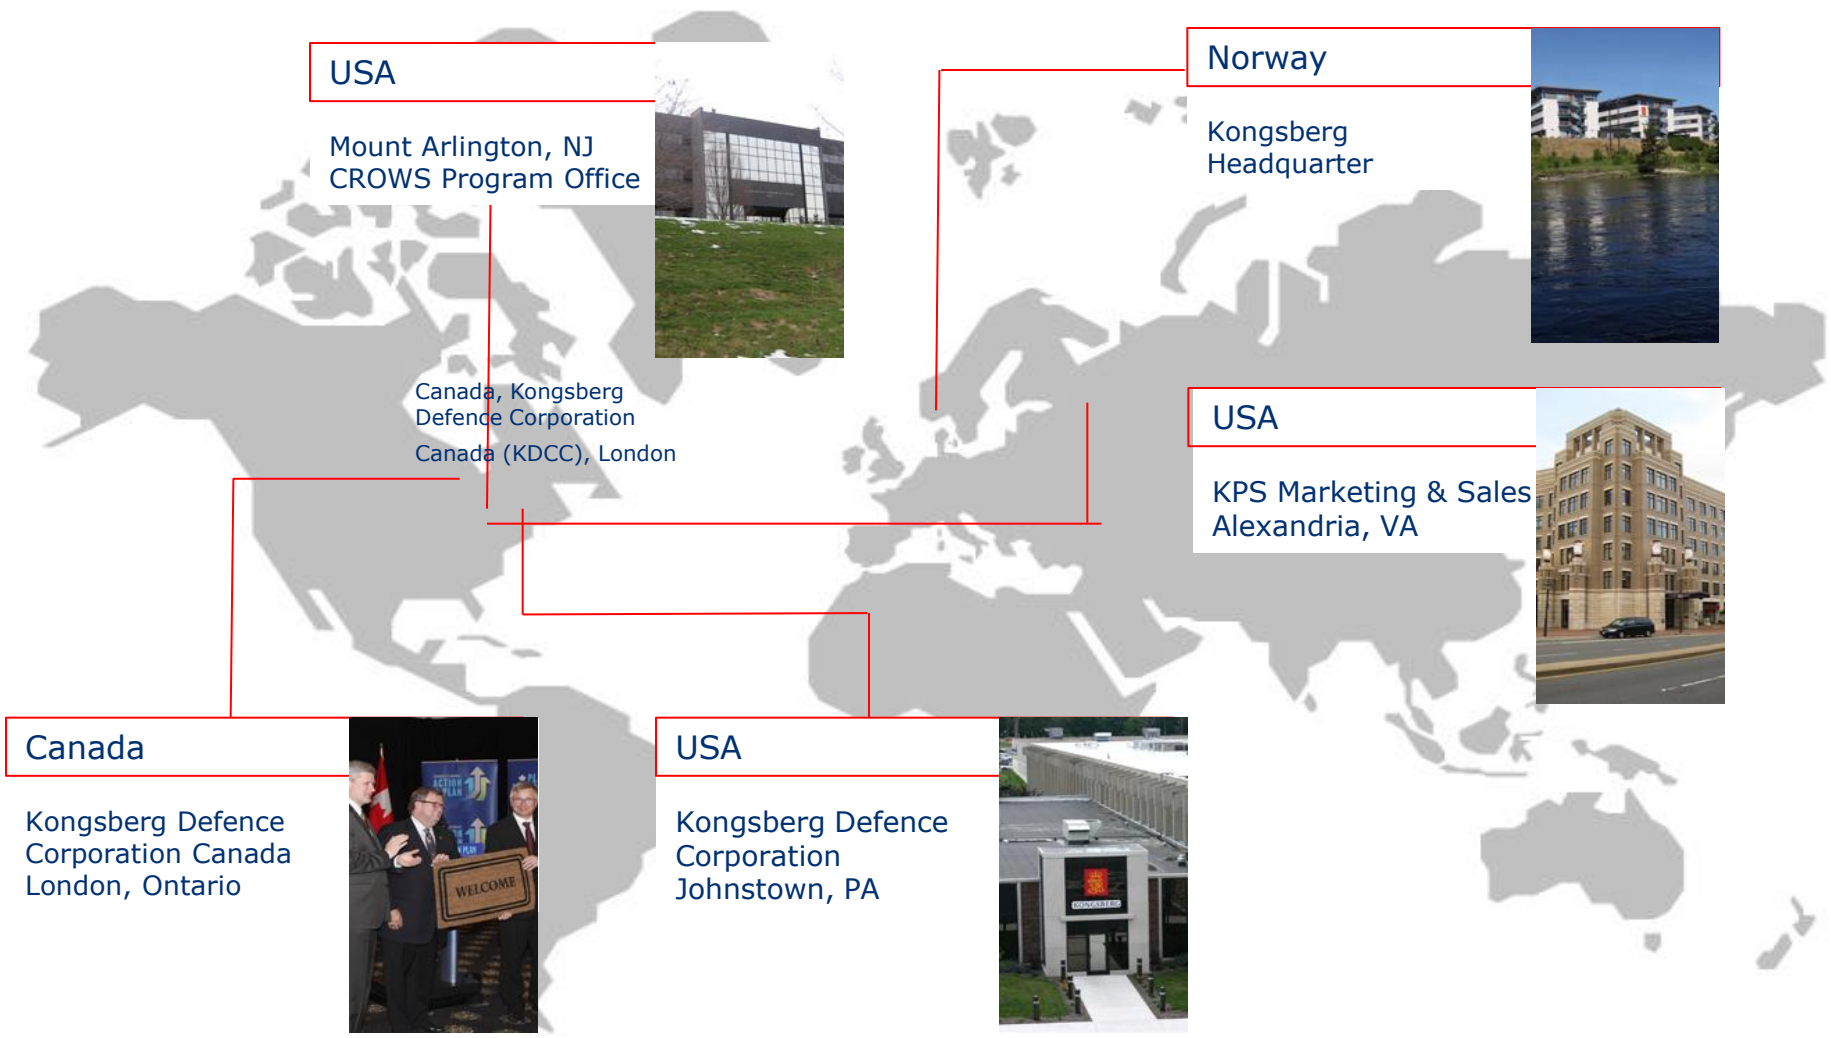 USA
Mount Arlington, NJ
CROWS Program Office
Norway
Kongsberg
Headquarter
Canada, Kongsberg
Defence Corporation
Canada (KDCC), London
USA
KPS Marketing & Sales
Alexandria, VA
Canada
Kongsberg Defence
Corporation Canada
London, Ontario
ACTION
PLAN
WELCOME
USA
Kongsberg Defence
Corporation
Johnstown, PA
KONGSBERG